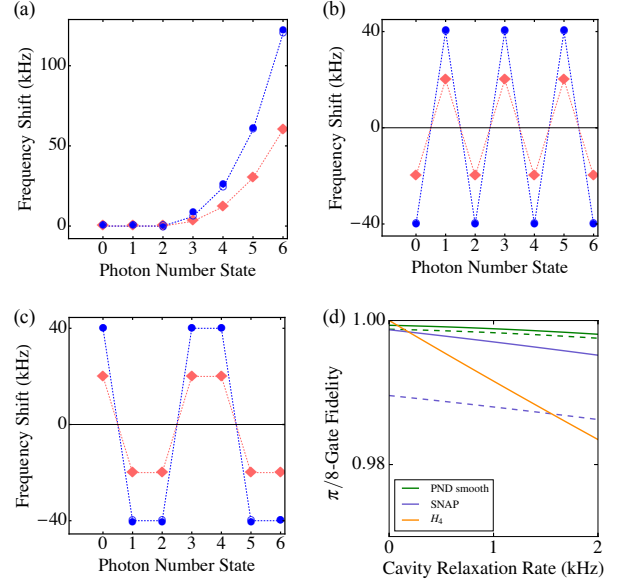 (a)
Frequency Shift (kHz)
100
50
0
0 1 2 3 4 5 6
Photon Number State
(b)
Frequency Shift (kHz)
40
0
−40
0 1 2 3 4 5 6
Photon Number State
(c)
Frequency Shift (kHz)
40
0
−40
0 1 2 3 4 5 6
Photon Number State
(d)
π/8-Gate Fidelity
1.00
0.98
PND smooth
SNAP
H₄
0 1 2
Cavity Relaxation Rate (kHz)